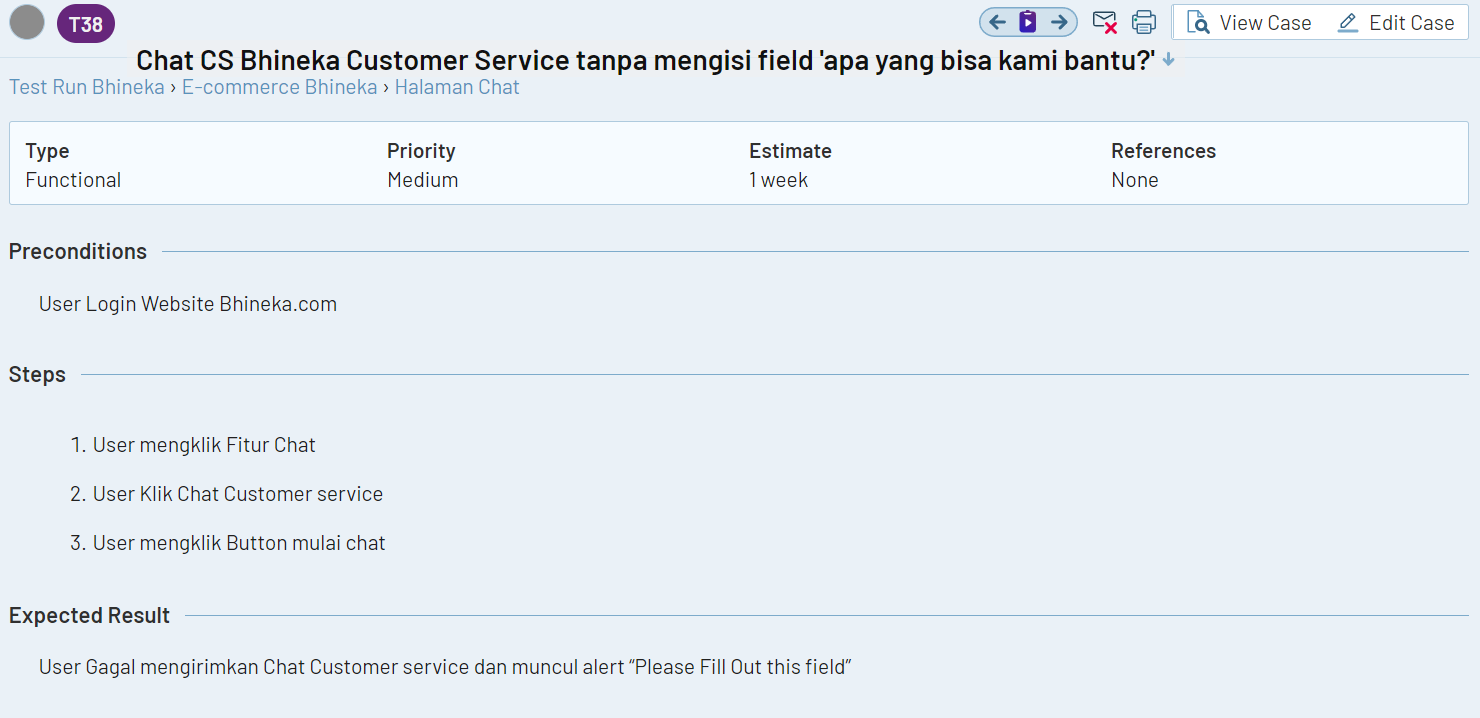 T38
View Case
Edit Case
Chat CS Bhineka Customer Service tanpa mengisi field 'apa yang bisa kami bantu?'
Test Run Bhineka › E-commerce Bhineka › Halaman Chat
Type Priority Estimate References
Functional Medium 1 week None
Preconditions
User Login Website Bhineka.com
Steps
1. User mengklik Fitur Chat
2. User Klik Chat Customer service
3. User mengklik Button mulai chat
Expected Result
User Gagal mengirimkan Chat Customer service dan muncul alert “Please Fill Out this field”